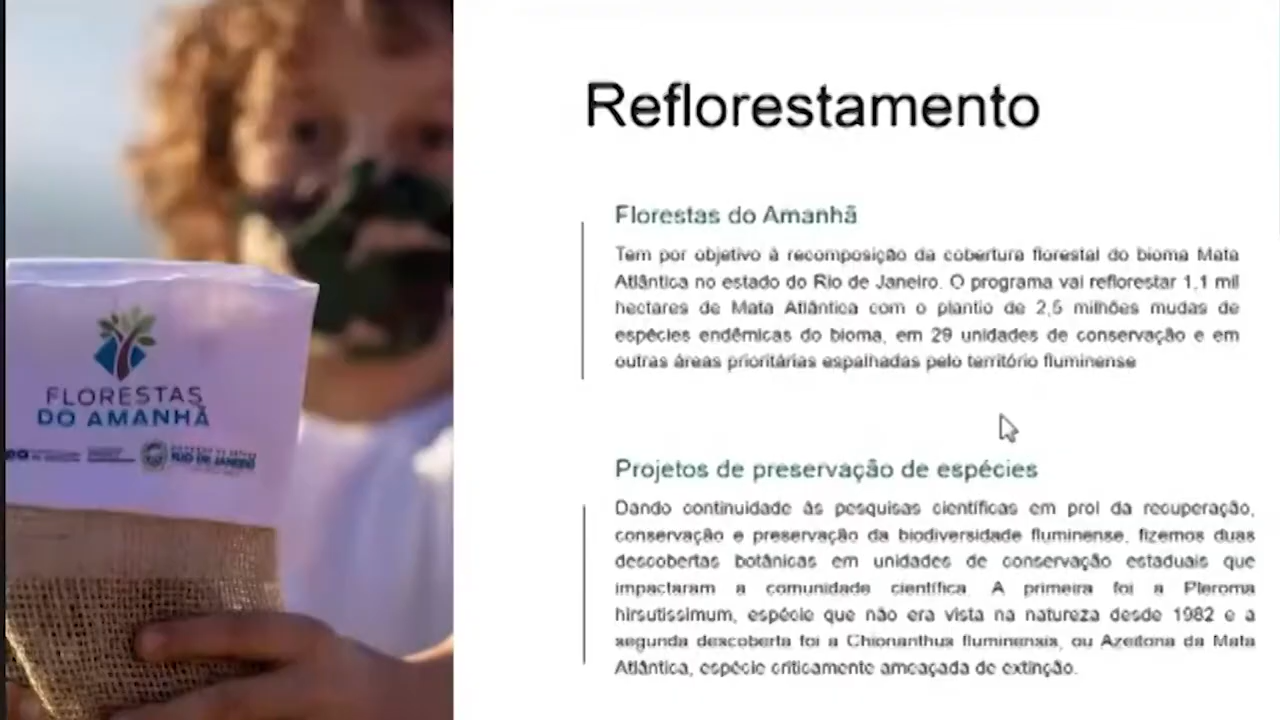 Reflorestamento
Florestas do Amanhã
Tem por objetivo à recomposição da cobertura florestal do bioma Mata
Atlântica no estado do Rio de Janeiro. O programa vai reflorestar 1,1 mil
hectares de Mata Atlântica com o plantio de 2,5 milhões mudas de
espécies endêmicas do bioma, em 29 unidades de conservação e em
outras áreas prioritárias espalhadas pelo território fluminense
Projetos de preservação de espécies
Dando continuidade às pesquisas científicas em prol da recuperação,
conservação e preservação da biodiversidade fluminense, fizemos duas
descobertas botânicas em unidades de conservação estaduais que
impactaram a comunidade científica. A primeira foi a Pleroma
hirsutissimum, espécie que não era vista na natureza desde 1982 e a
segunda descoberta foi a Chionanthus fluminensis, ou Azeitona da Mata
Atlântica, espécie criticamente ameaçada de extinção.
FLORESTAS
DO AMANHÃ
RIO DE JANEIRO